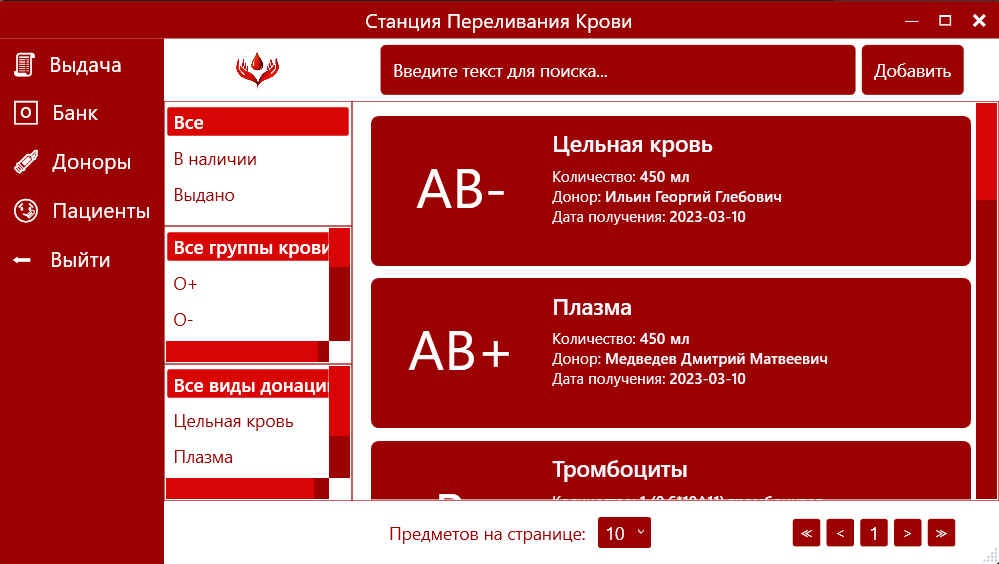 Станция Переливания Крови
Выдача
Банк
Доноры
Пациенты
Выйти
Введите текст для поиска...
Добавить
Все
В наличии
Выдано
Все группы крови
O+
O-
Все виды донаци
Цельная кровь
Плазма
AB-
Цельная кровь
Количество: 450 мл
Донор: Ильин Георгий Глебович
Дата получения: 2023-03-10
AB+
Плазма
Количество: 450 мл
Донор: Медведев Дмитрий Матвеевич
Дата получения: 2023-03-10
Тромбоциты
Предметов на странице:
10
≪ < 1 > ≫